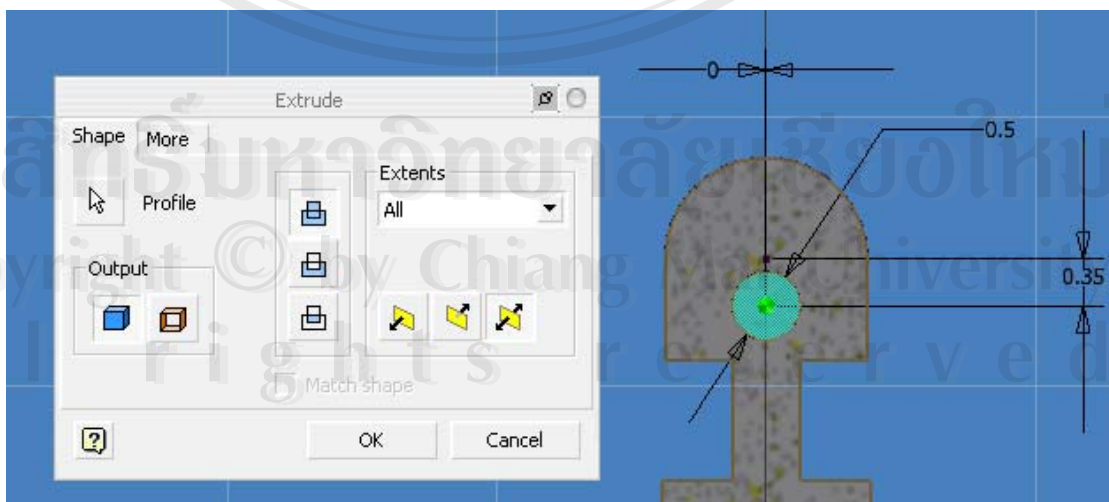 Extrude
Shape
More
Profile
Extents
All
Output
Match shape
?
OK
Cancel
0
0.5
0.35
ลิขสิทธิ์มหาวิทยาลัยเชียงใหม่
Copyright © by Chiang Mai University
All rights reserved